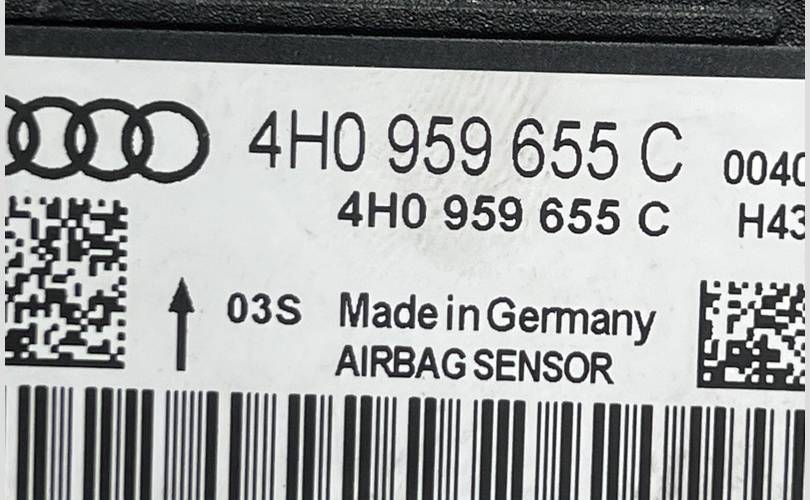 4H0 959 655 C 0040
4H0 959 655 C H43
03S Made in Germany
AIRBAG SENSOR